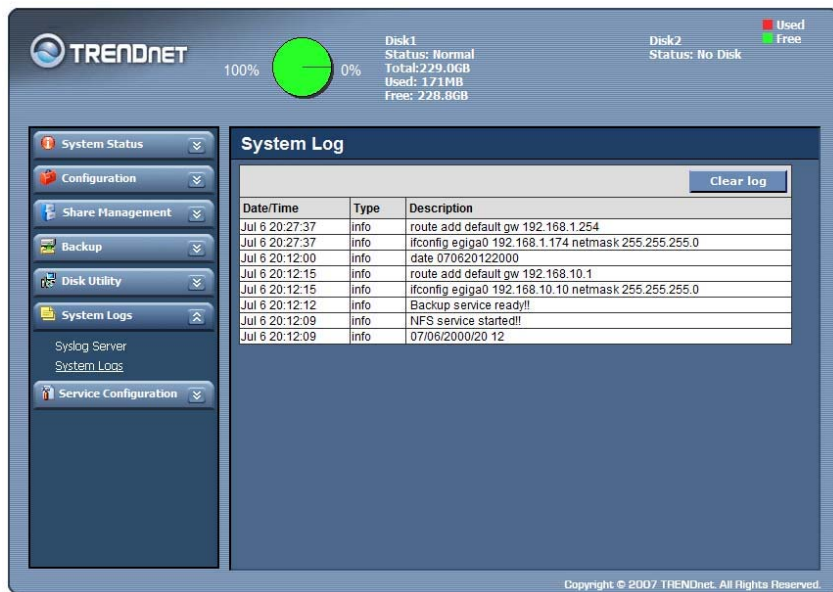 TRENDNET
100%
0%
Disk1
Status: Normal
Total:229.0GB
Used: 171MB
Free: 228.8GB
Disk2
Status: No Disk
Used
Free
System Status
Configuration
Share Management
Backup
Disk Utility
System Logs
Syslog Server
System Logs
Service Configuration
System Log
Clear log
Date/Time Type Description
Jul 6 20:27:37 info route add default gw 192.168.1.254
Jul 6 20:27:37 info ifconfig egiga0 192.168.1.174 netmask 255.255.255.0
Jul 6 20:12:00 info date 070620122000
Jul 6 20:12:15 info route add default gw 192.168.10.1
Jul 6 20:12:15 info ifconfig egiga0 192.168.10.10 netmask 255.255.255.0
Jul 6 20:12:12 info Backup service ready!!
Jul 6 20:12:09 info NFS service started!!
Jul 6 20:12:09 info 07/06/2000/20 12
Copyright © 2007 TRENDnet. All Rights Reserved.